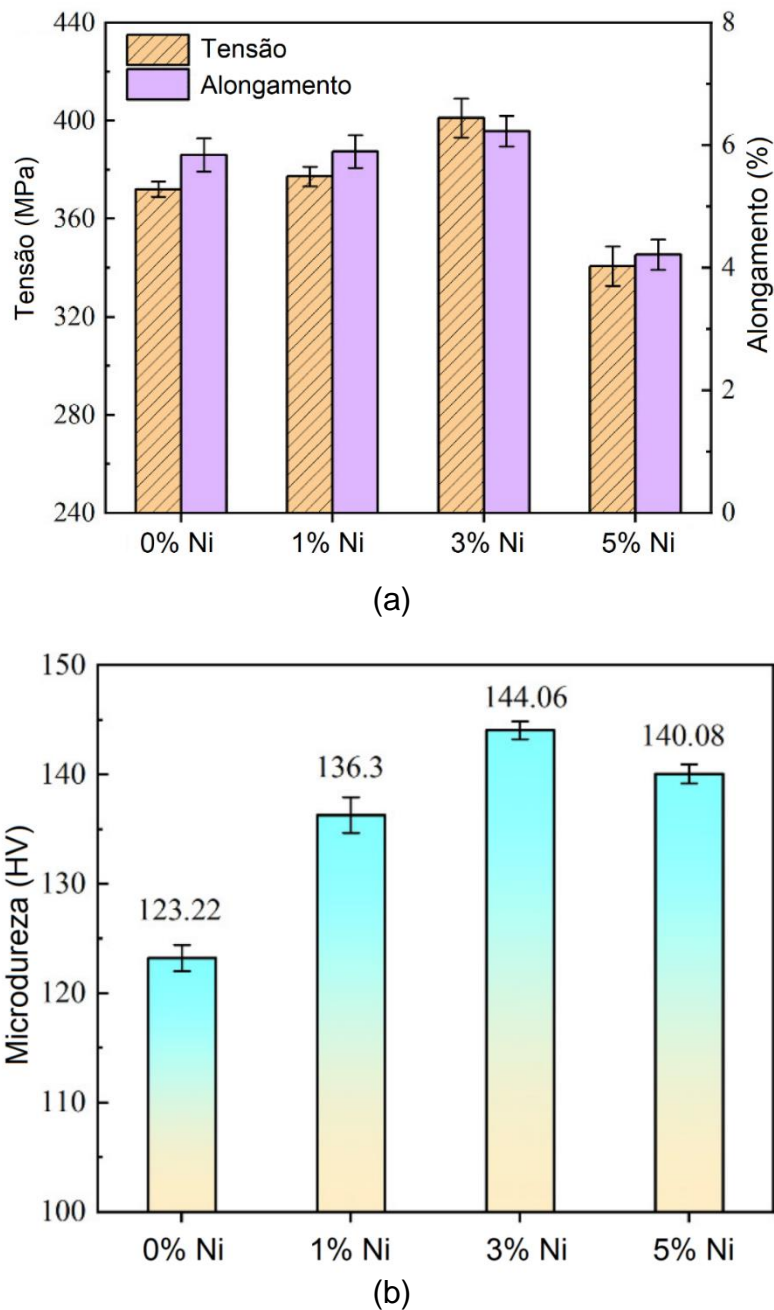 440
400
360
320
280
240
Tensão (MPa)
Tensão
Alongamento
8
6
4
2
0
Alongamento (%)
0% Ni 1% Ni 3% Ni 5% Ni
(a)
150
140
130
120
110
100
Microdureza (HV)
123.22
136.3
144.06
140.08
0% Ni 1% Ni 3% Ni 5% Ni
(b)